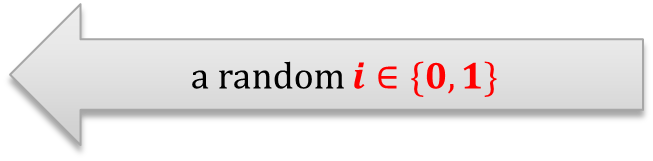 a random i ∈ {0, 1}